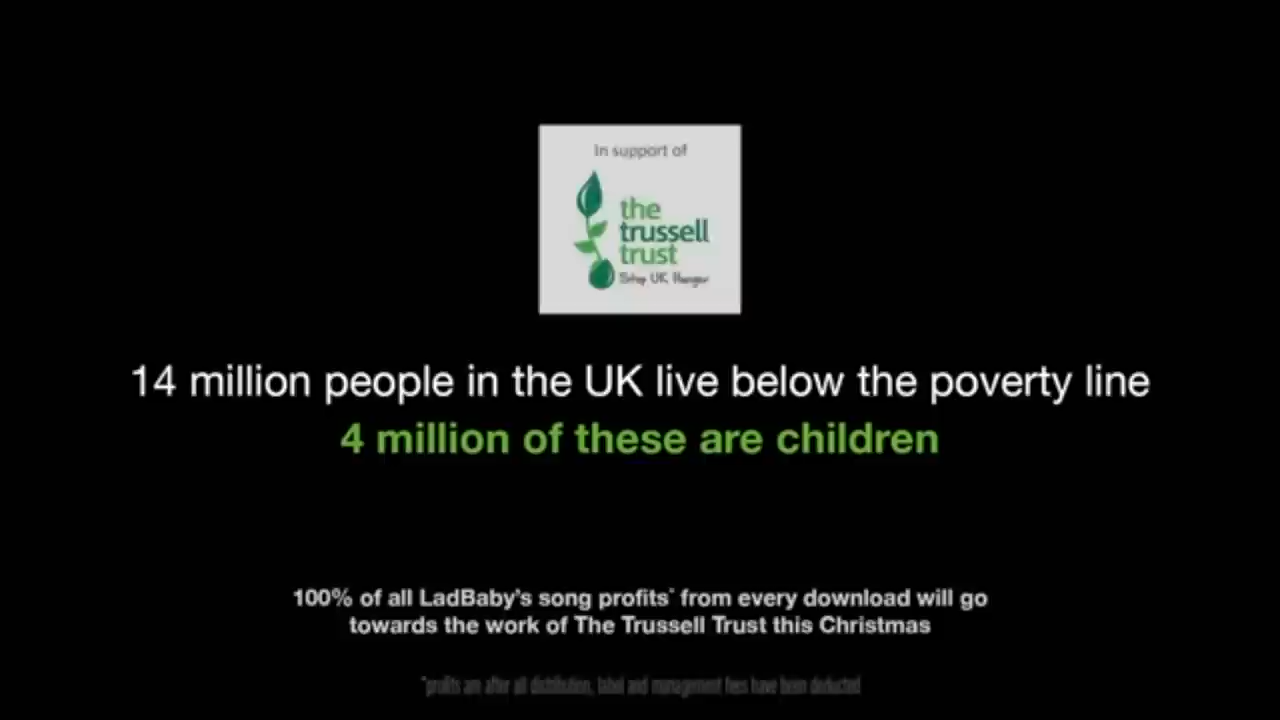 In support of
the
trussell
trust
Stop UK Hunger
14 million people in the UK live below the poverty line
4 million of these are children
100% of all LadBaby's song profits* from every download will go
towards the work of The Trussell Trust this Christmas
*profits are after all distribution, label and management fees have been deducted